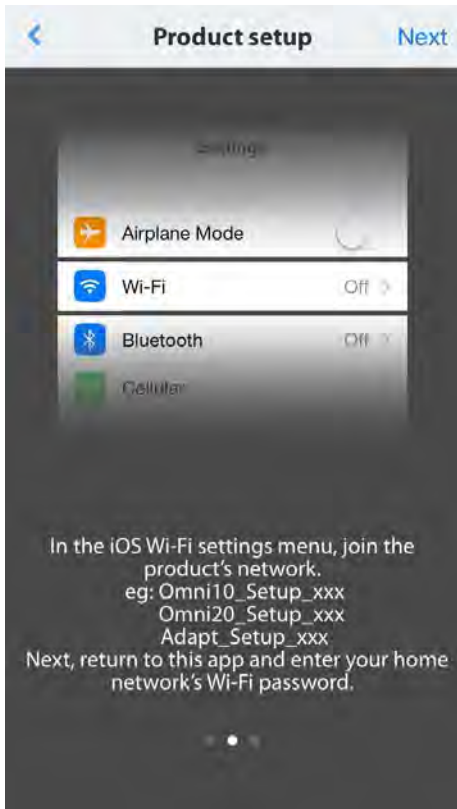 Product setup
Next
Settings
Airplane Mode
Wi-Fi
Off
Bluetooth
Off
Cellular
In the iOS Wi-Fi settings menu, join the
product's network.
eg: Omni10_Setup_xxx
Omni20_Setup_xxx
Adapt_Setup_xxx
Next, return to this app and enter your home
network's Wi-Fi password.